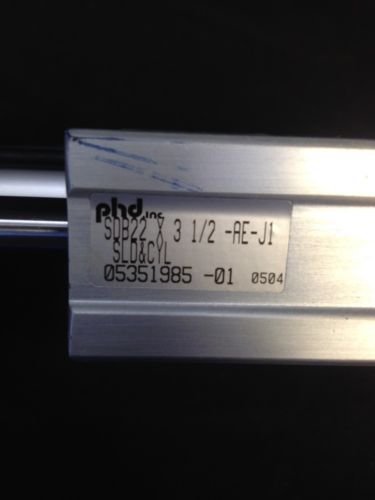 phd inc
SDB22 X 3 1/2 -AE-J1
SLD&CYL
05351985 -01 0504